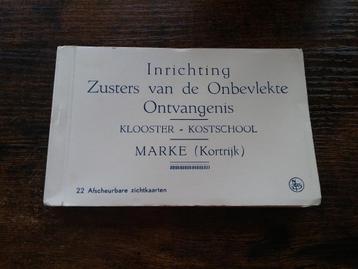 Inrichting
Zusters van de Onbevlekte
Ontvangenis
KLOOSTER - KOSTSCHOOL
MARKE (Kortrijk)
22 Afscheurbare zichtkaarten